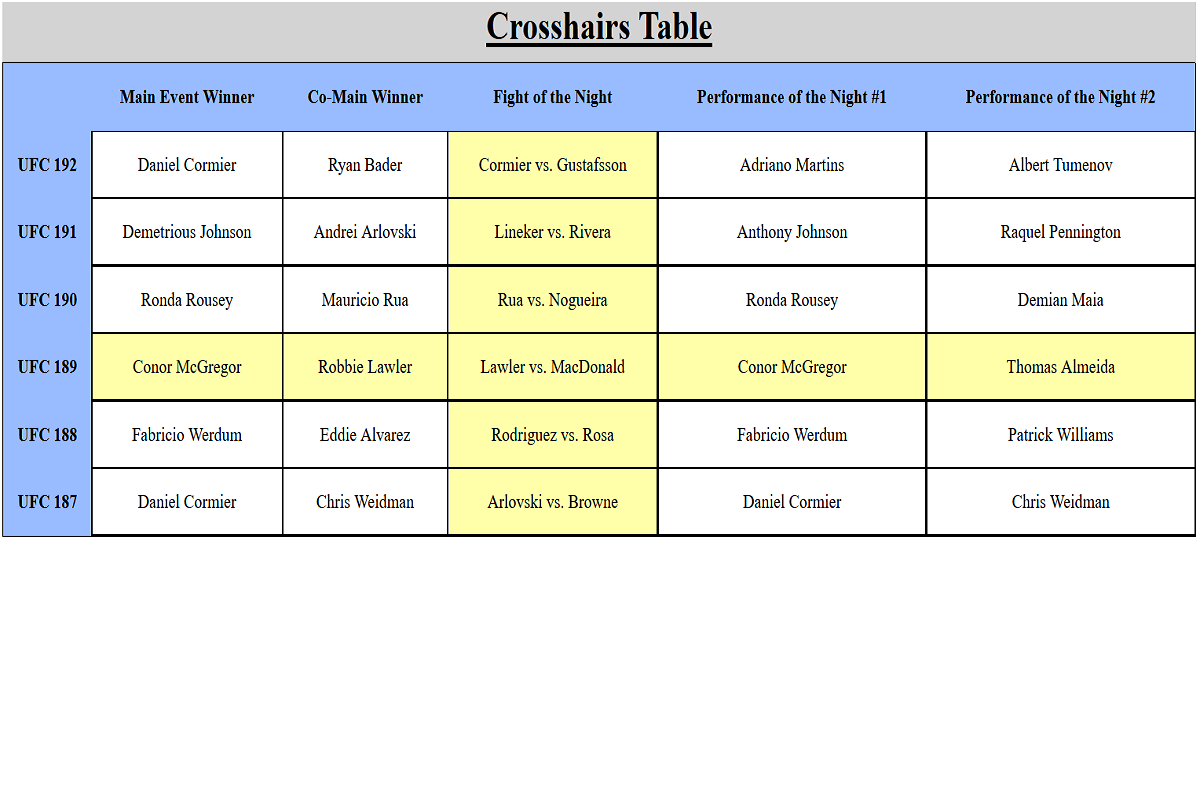 Crosshairs Table
Main Event Winner Co-Main Winner Fight of the Night Performance of the Night #1 Performance of the Night #2
UFC 192 Daniel Cormier Ryan Bader Cormier vs. Gustafsson Adriano Martins Albert Tumenov
UFC 191 Demetrious Johnson Andrei Arlovski Lineker vs. Rivera Anthony Johnson Raquel Pennington
UFC 190 Ronda Rousey Mauricio Rua Rua vs. Nogueira Ronda Rousey Demian Maia
UFC 189 Conor McGregor Robbie Lawler Lawler vs. MacDonald Conor McGregor Thomas Almeida
UFC 188 Fabricio Werdum Eddie Alvarez Rodriguez vs. Rosa Fabricio Werdum Patrick Williams
UFC 187 Daniel Cormier Chris Weidman Arlovski vs. Browne Daniel Cormier Chris Weidman